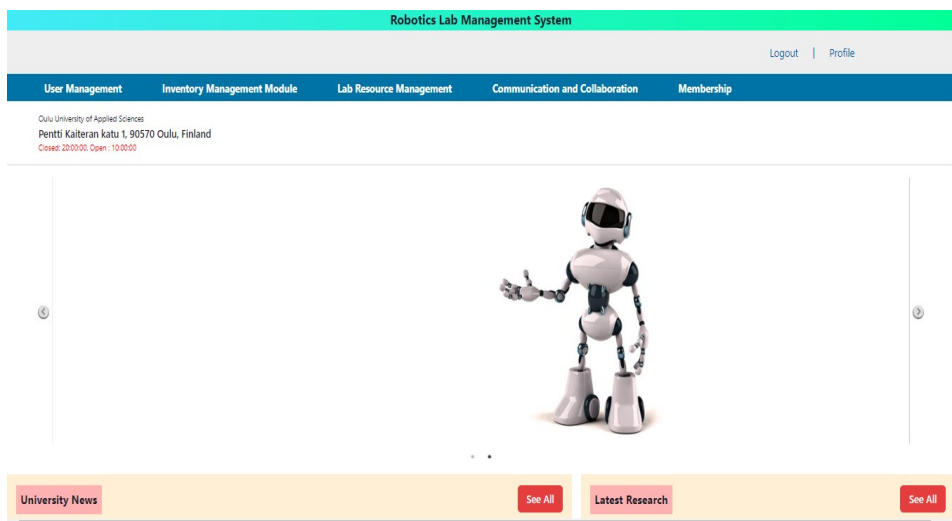 Robotics Lab Management System
Logout | Profile
User Management Inventory Management Module Lab Resource Management Communication and Collaboration Membership
Oulu University of Applied Sciences
Pentti Kaiteran katu 1, 90570 Oulu, Finland
Closed: 20:00:00. Open : 10:00:00
University News See All Latest Research See All